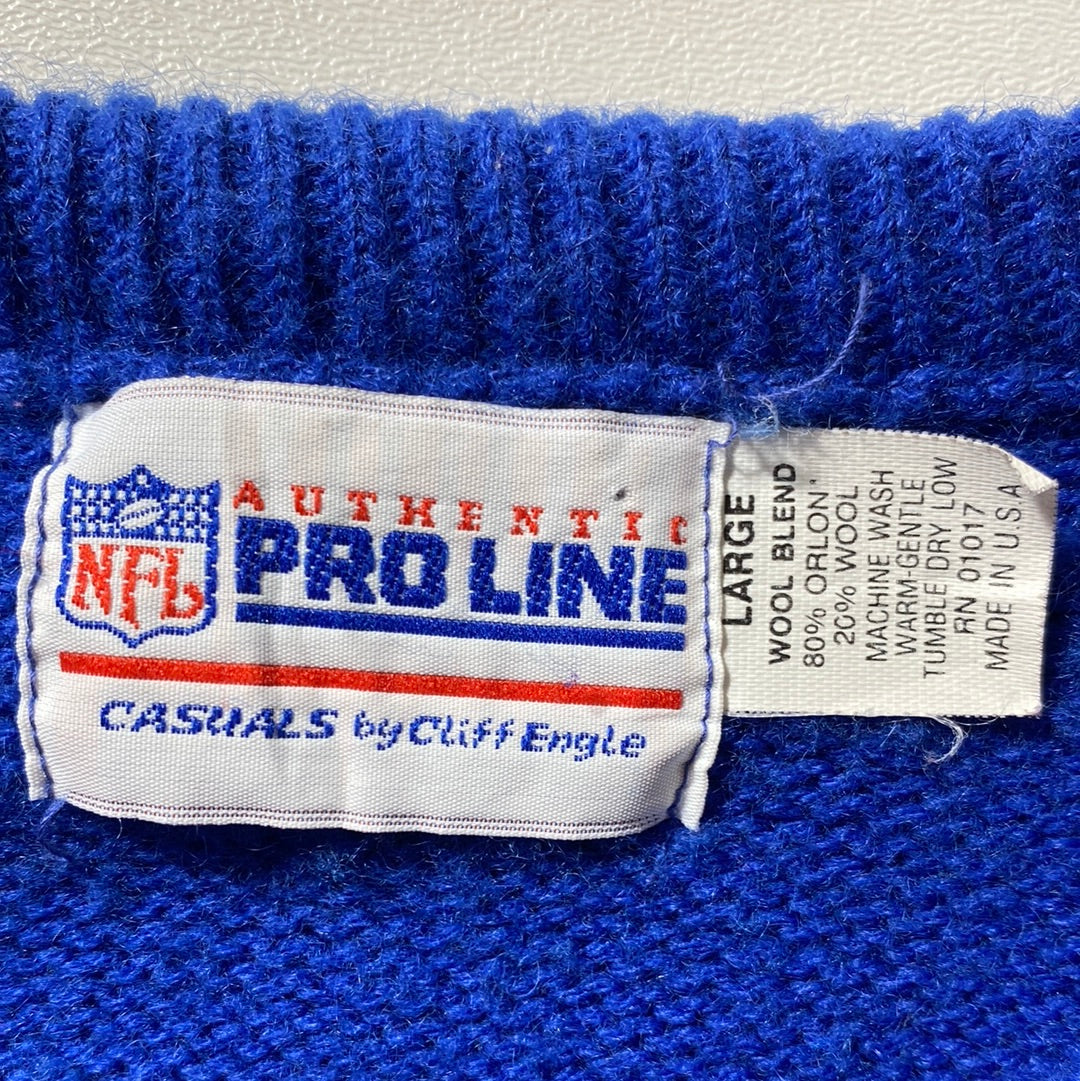 NFL
AUTHENTIC
PRO LINE
CASUALS by Cliff Engle
LARGE
WOOL BLEND
80% ORLON*
20% WOOL
MACHINE WASH
WARM-GENTLE
TUMBLE DRY LOW
RN 01017
MADE IN U.S.A